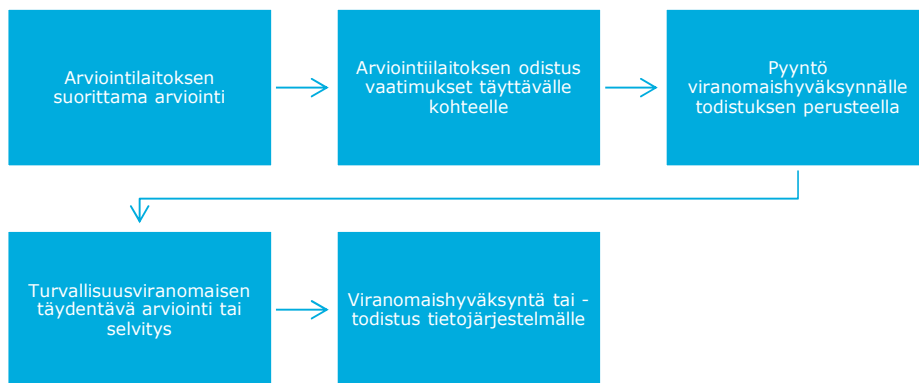 Arviointilaitoksen
suorittama arviointi
Arviointiilaitoksen odistus
vaatimukset täyttävälle
kohteelle
Pyyntö
viranomaishyväksynnälle
todistuksen perusteella
Turvallisuusviranomaisen
täydentävä arviointi tai
selvitys
Viranomaishyväksyntä tai -
todistus tietojärjestelmälle